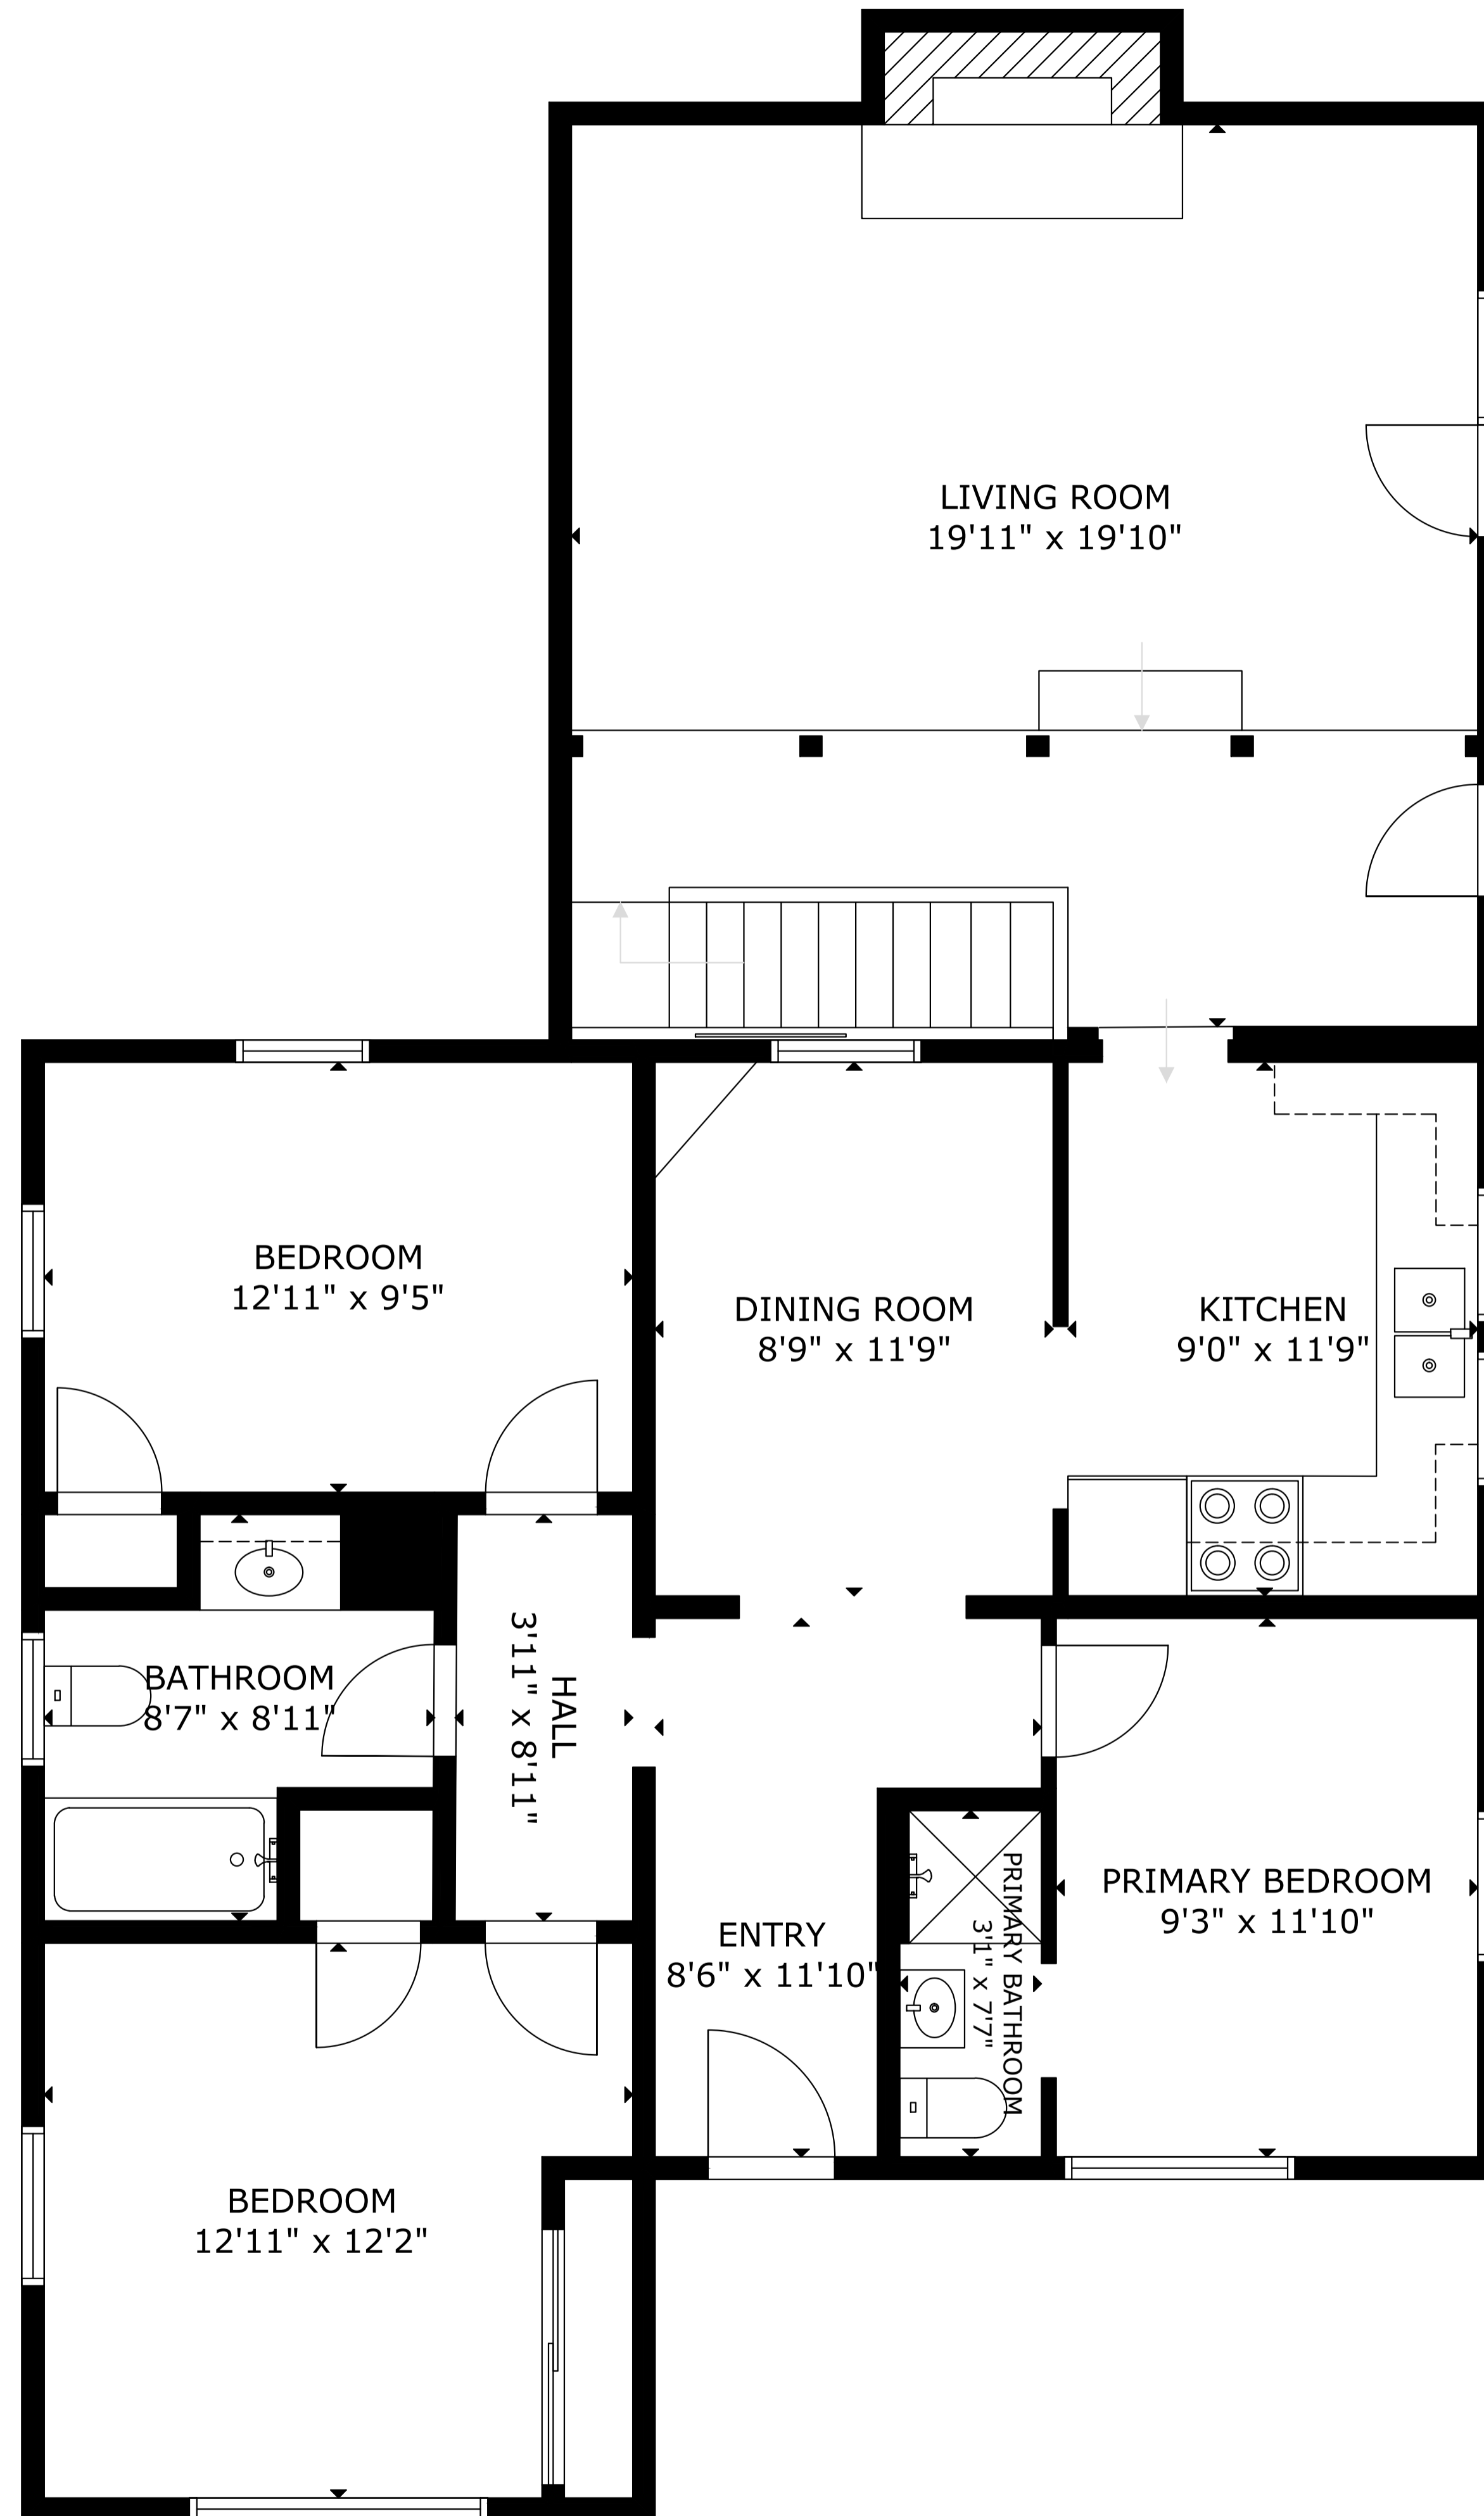 LIVING ROOM
19'11" x 19'10"
BEDROOM
12'11" x 9'5"
DINING ROOM
8'9" x 11'9"
KITCHEN
9'0" x 11'9"
BATHROOM
8'7" x 8'11"
HALL
3'11" x 8'11"
PRIMARY BEDROOM
9'3" x 11'10"
ENTRY
8'6" x 11'10"
PRIMARY BATHROOM
3'1" x 7'7"
BEDROOM
12'11" x 12'2"